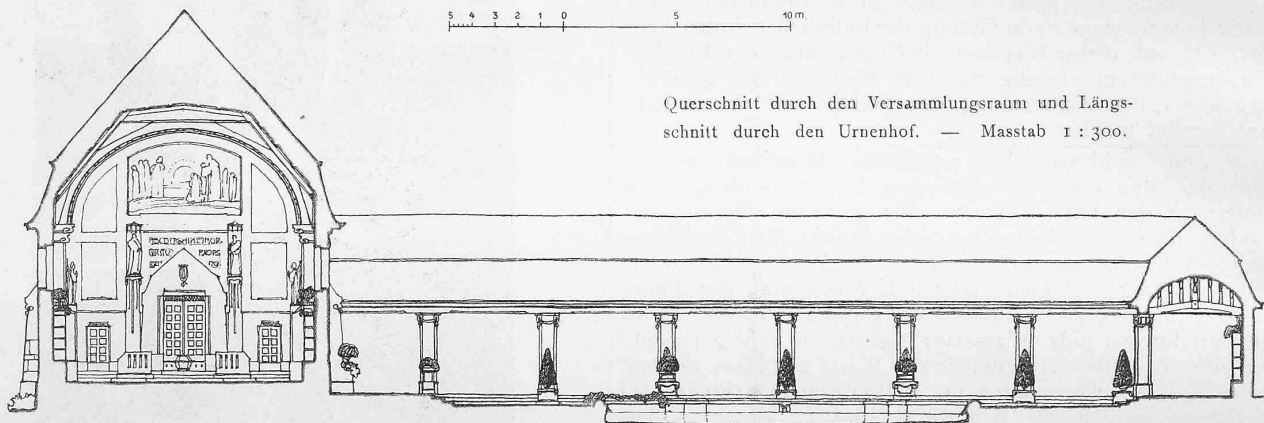 5 4 3 2 1 0 5 10 m.
Querschnitt durch den Versammlungsraum und Längs-
schnitt durch den Urnenhof. — Masstab 1 : 300.